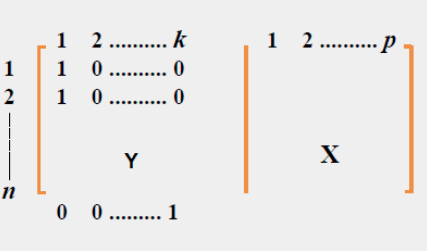 1 2 .......... k 1 2 .......... p
1 1 0 .......... 0
2 1 0 .......... 0
Y X
n
0 0 ......... 1